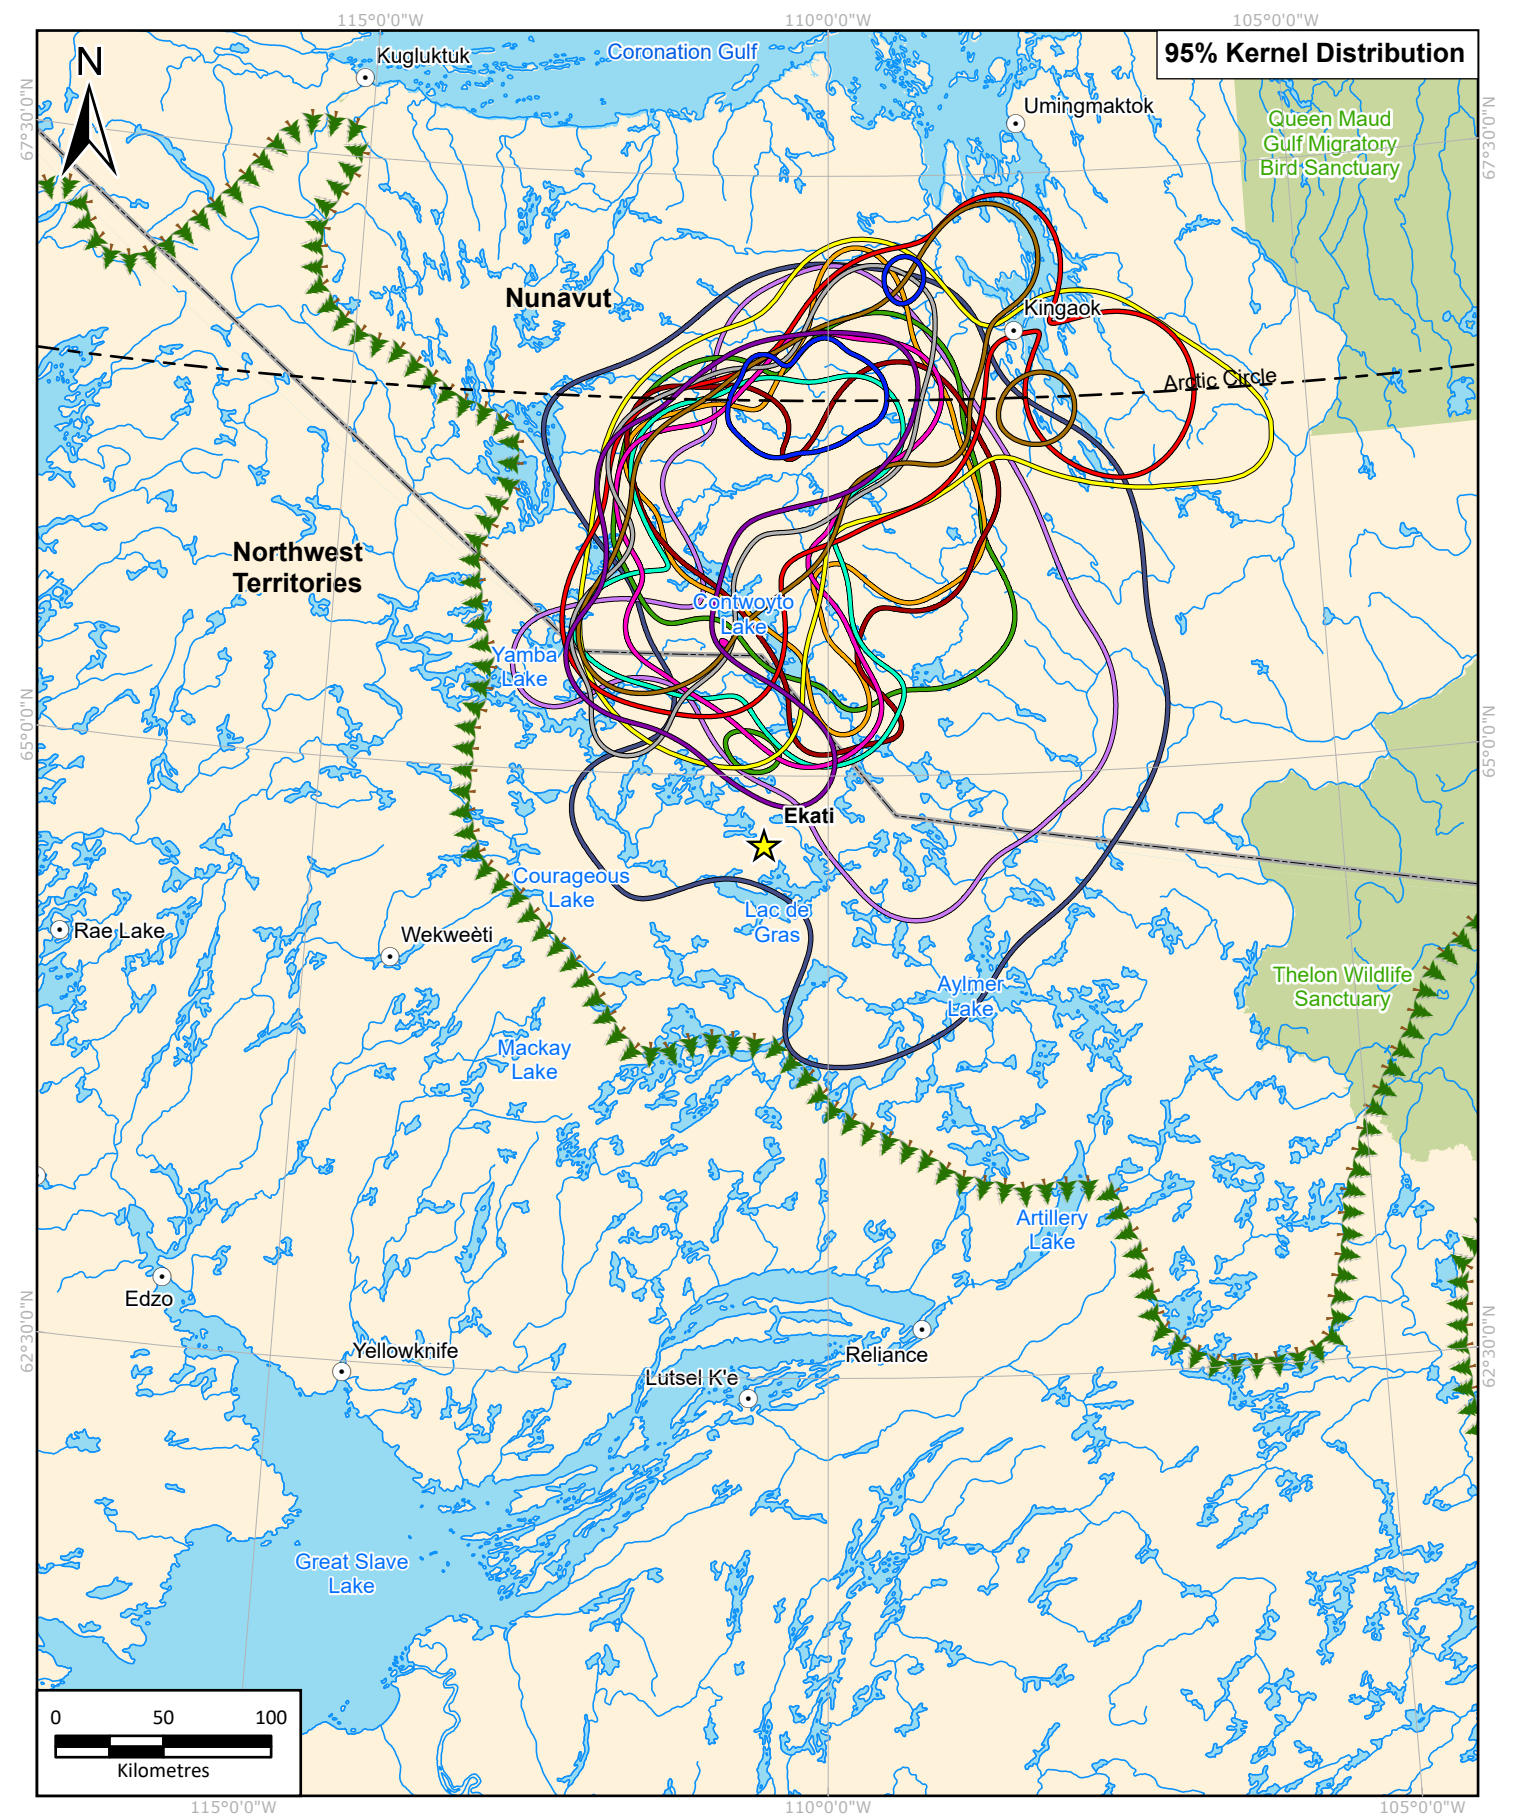 115°0'0"W
110°0'0"W
105°0'0"W
95% Kernel Distribution
N
Kugluktuk
Coronation Gulf
Umingmaktok
Queen Maud
Gulf Migratory
Bird Sanctuary
67°30'0"N
67°30'0"N
Nunavut
Kingaok
Arctic Circle
Northwest
Territories
Contwoyto
Lake
Yamba
Lake
65°0'0"N
65°0'0"N
Ekati
Courageous
Lake
Lac de
Gras
Rae Lake
Wekweèti
Aylmer
Lake
Thelon Wildlife
Sanctuary
Mackay
Lake
Artillery
Lake
Edzo
62°30'0"N
62°30'0"N
Yellowknife
Reliance
Lutsel K'e
Great Slave
Lake
0
50
100
Kilometres
115°0'0"W
110°0'0"W
105°0'0"W